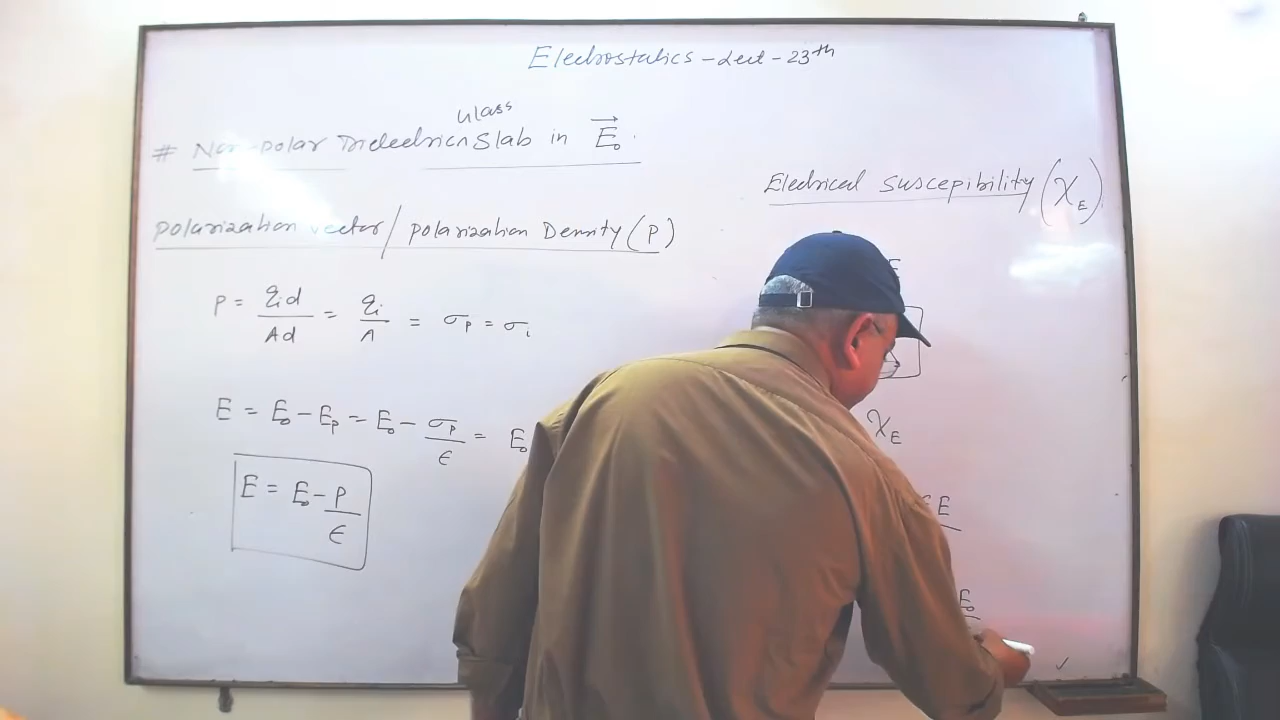 Electrostatics - Lect - 23th
Glass
# Non-polar Dielectric Slab in E₀.
Electrical suscepibility (χ_E).
polarization vector / polarization Density (P)
P = q_i d / A d = q_i / A = σ_p = σ_i
E = E₀ - E_p = E₀ - σ_p / ε = E₀
χ_E
E = E₀ - P / ε
E
E₀